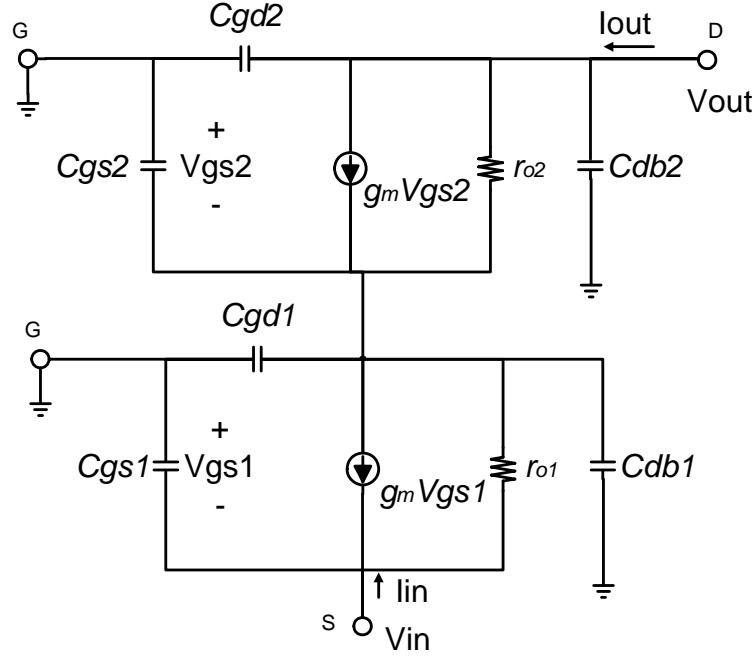 G
Cgd2
Iout
D
Vout
Cgs2
+
Vgs2
-
gmVgs2
ro2
Cdb2
G
Cgd1
Cgs1
+
Vgs1
-
gmVgs1
ro1
Cdb1
Iin
S
Vin